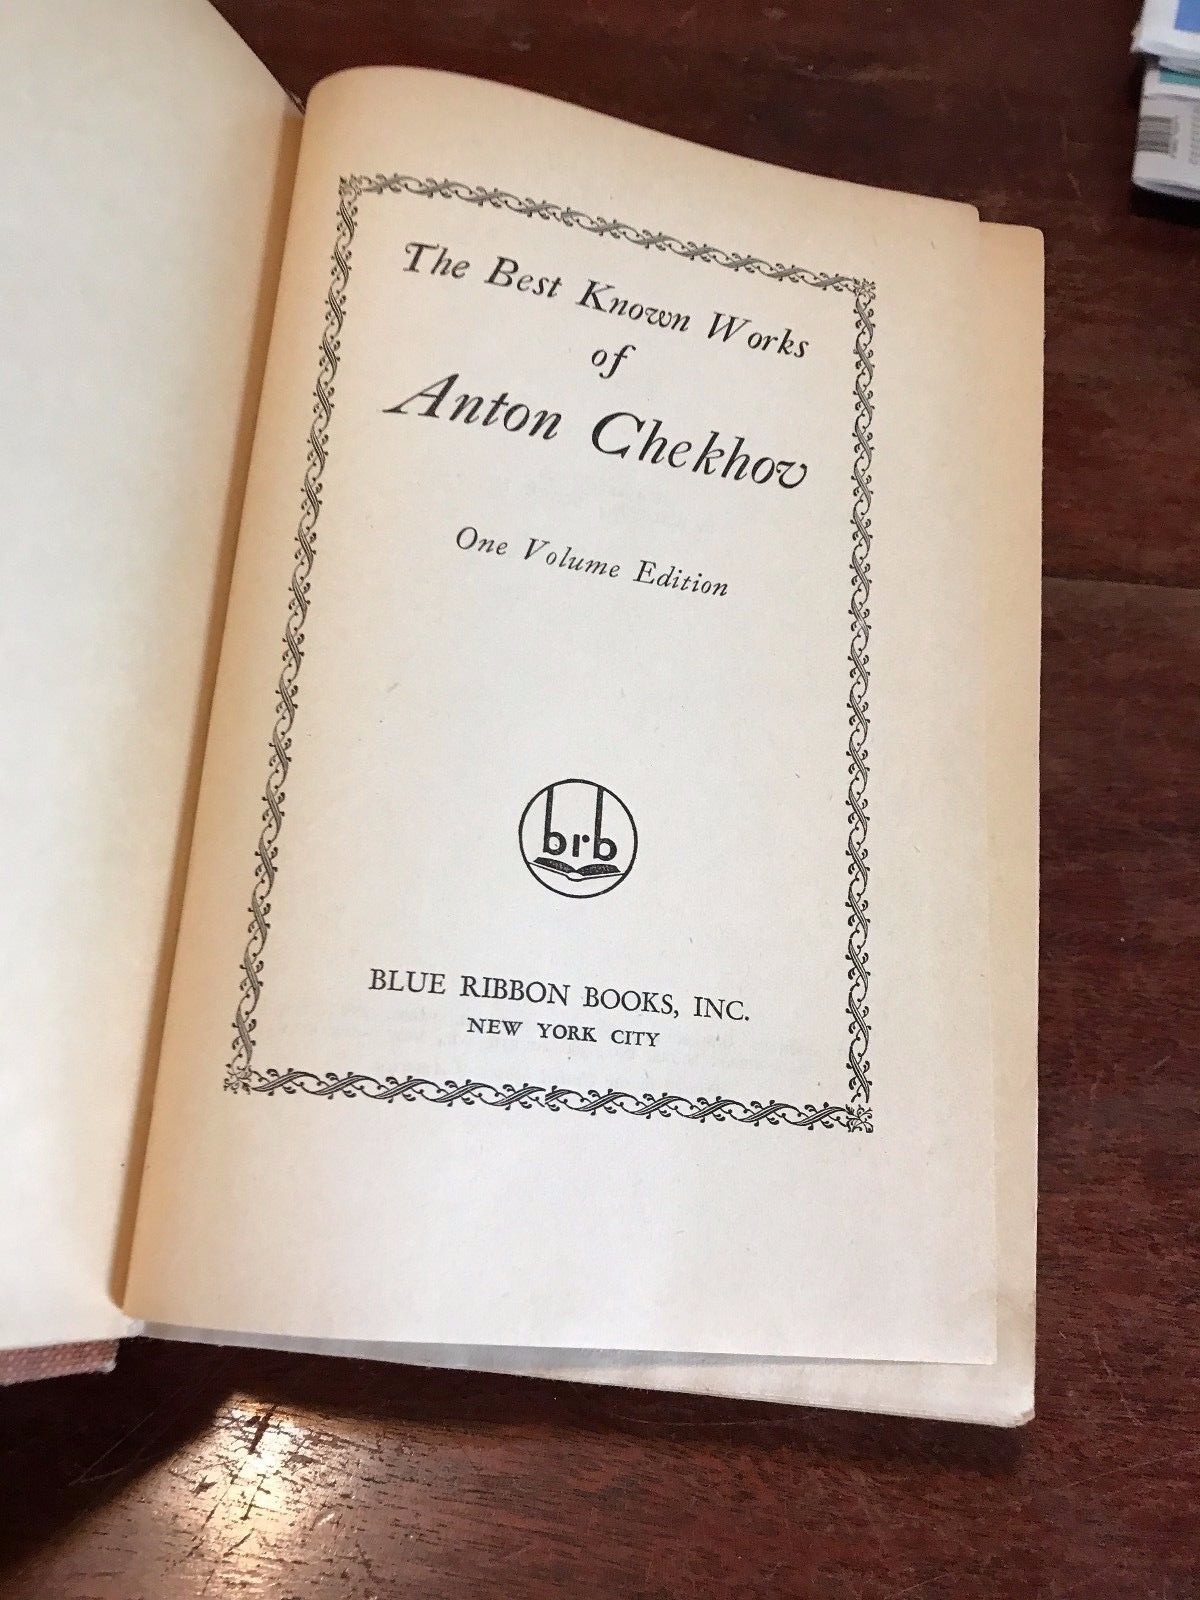 The Best Known Works
of
Anton Chekhov
One Volume Edition
brb
BLUE RIBBON BOOKS, INC.
NEW YORK CITY